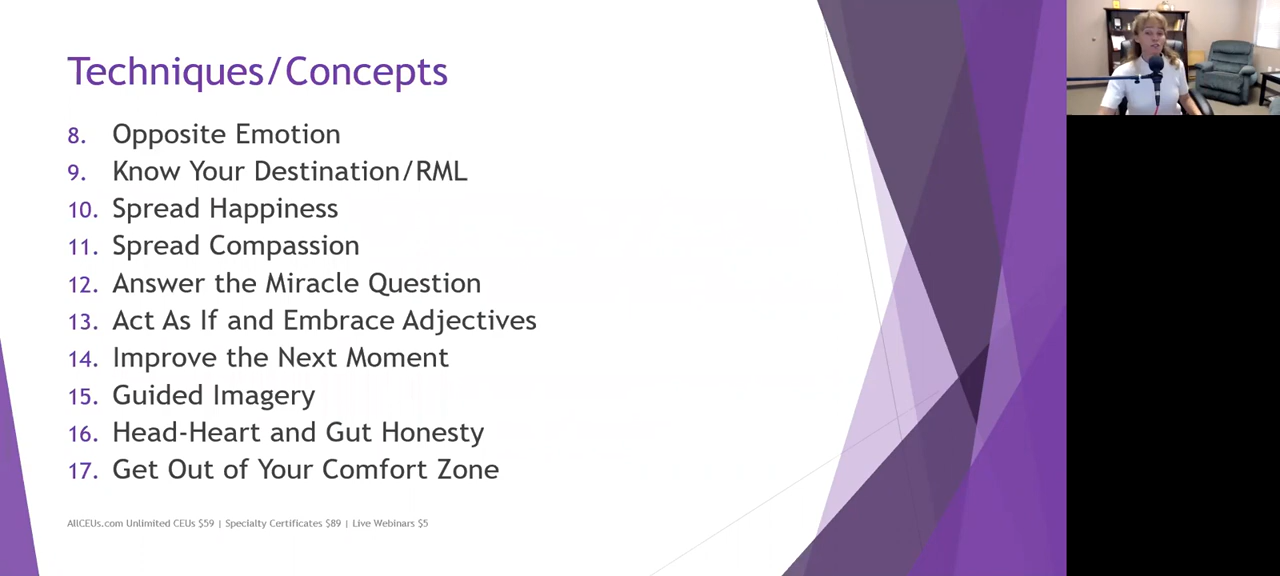 Techniques/Concepts
8. Opposite Emotion
9. Know Your Destination/RML
10. Spread Happiness
11. Spread Compassion
12. Answer the Miracle Question
13. Act As If and Embrace Adjectives
14. Improve the Next Moment
15. Guided Imagery
16. Head-Heart and Gut Honesty
17. Get Out of Your Comfort Zone
AllCEUs.com Unlimited CEUs $59 | Specialty Certificates $89 | Live Webinars $5